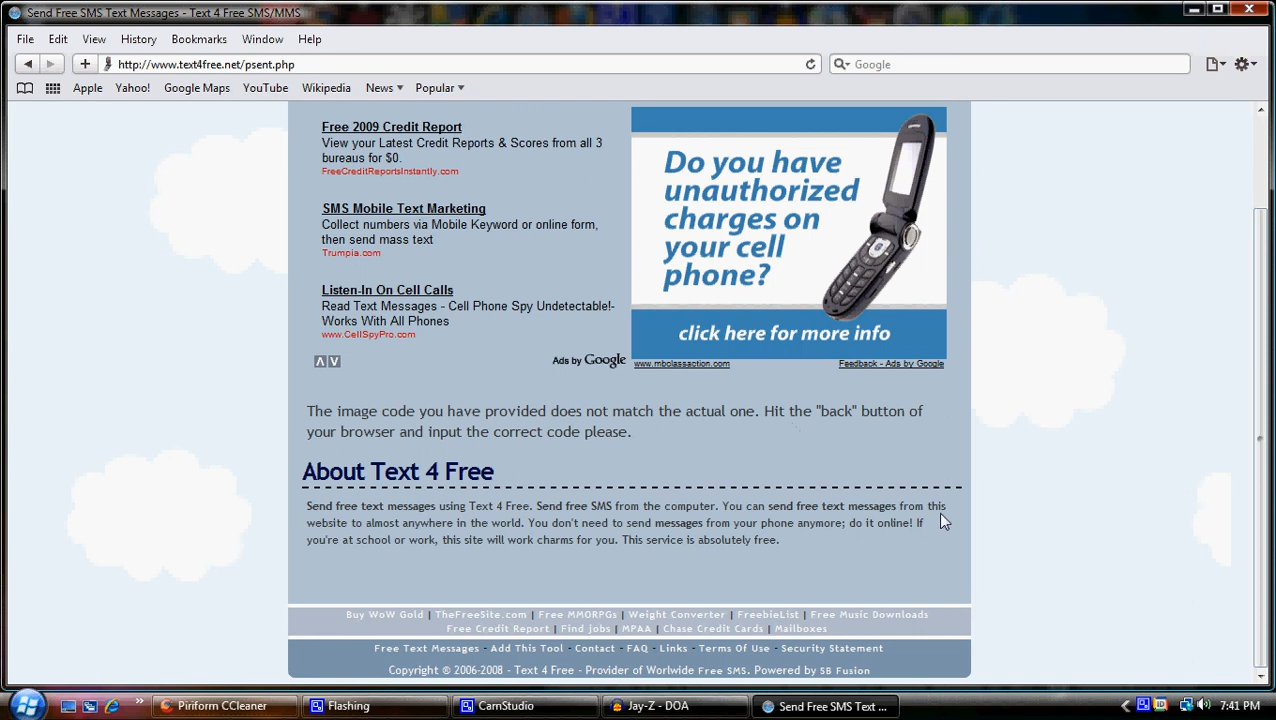 Send Free SMS Text Messages - Text 4 Free SMS/MMS
File Edit View History Bookmarks Window Help
http://www.text4free.net/psent.php
Google
Apple Yahoo! Google Maps YouTube Wikipedia News Popular
Free 2009 Credit Report
View your Latest Credit Reports & Scores from all 3
bureaus for $0.
FreeCreditReportsInstantly.com
SMS Mobile Text Marketing
Collect numbers via Mobile Keyword or online form,
then send mass text
Trumpia.com
Listen-In On Cell Calls
Read Text Messages - Cell Phone Spy Undetectable!-
Works With All Phones
www.CellSpyPro.com
Ads by Google
Do you have
unauthorized
charges on
your cell
phone?
click here for more info
www.mbclassaction.com
Feedback - Ads by Google
The image code you have provided does not match the actual one. Hit the "back" button of
your browser and input the correct code please.
About Text 4 Free
Send free text messages using Text 4 Free. Send free SMS from the computer. You can send free text messages from this
website to almost anywhere in the world. You don't need to send messages from your phone anymore; do it online! If
you're at school or work, this site will work charms for you. This service is absolutely free.
Buy WoW Gold | TheFreeSite.com | Free MMORPGs | Weight Converter | FreebieList | Free Music Downloads
Free Credit Report | Find jobs | MPAA | Chase Credit Cards | Mailboxes
Free Text Messages - Add This Tool - Contact - FAQ - Links - Terms Of Use - Security Statement
Copyright © 2006-2008 - Text 4 Free - Provider of Worlwide Free SMS. Powered by SB Fusion
Piriform CCleaner
Flashing
CamStudio
Jay-Z - DOA
Send Free SMS Text ...
7:41 PM